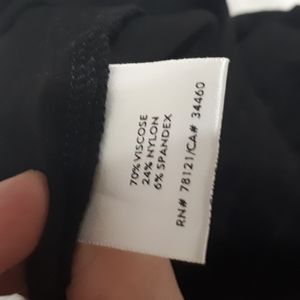 70% VISCOSE
24% NYLON
6% SPANDEX
RN# 78121/CA# 34460